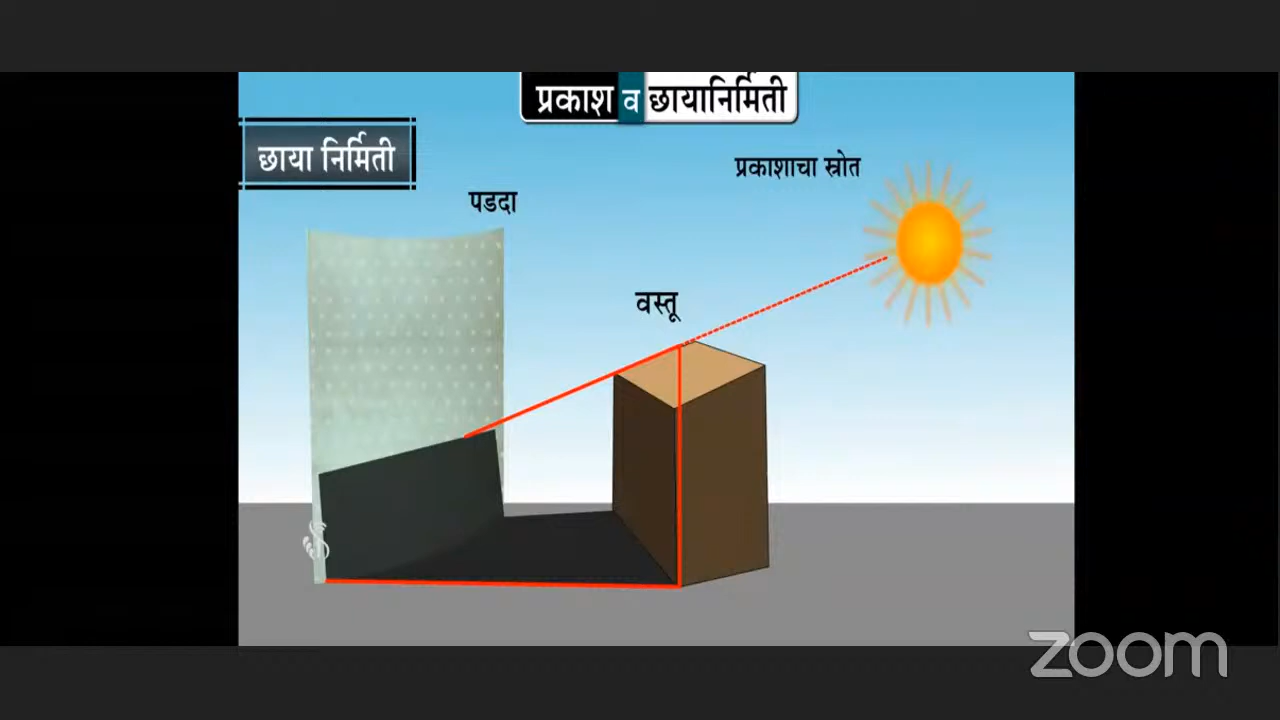 प्रकाश व छायानिर्मिती
छाया निर्मिती
प्रकाशाचा स्रोत
पडदा
वस्तू
zoom